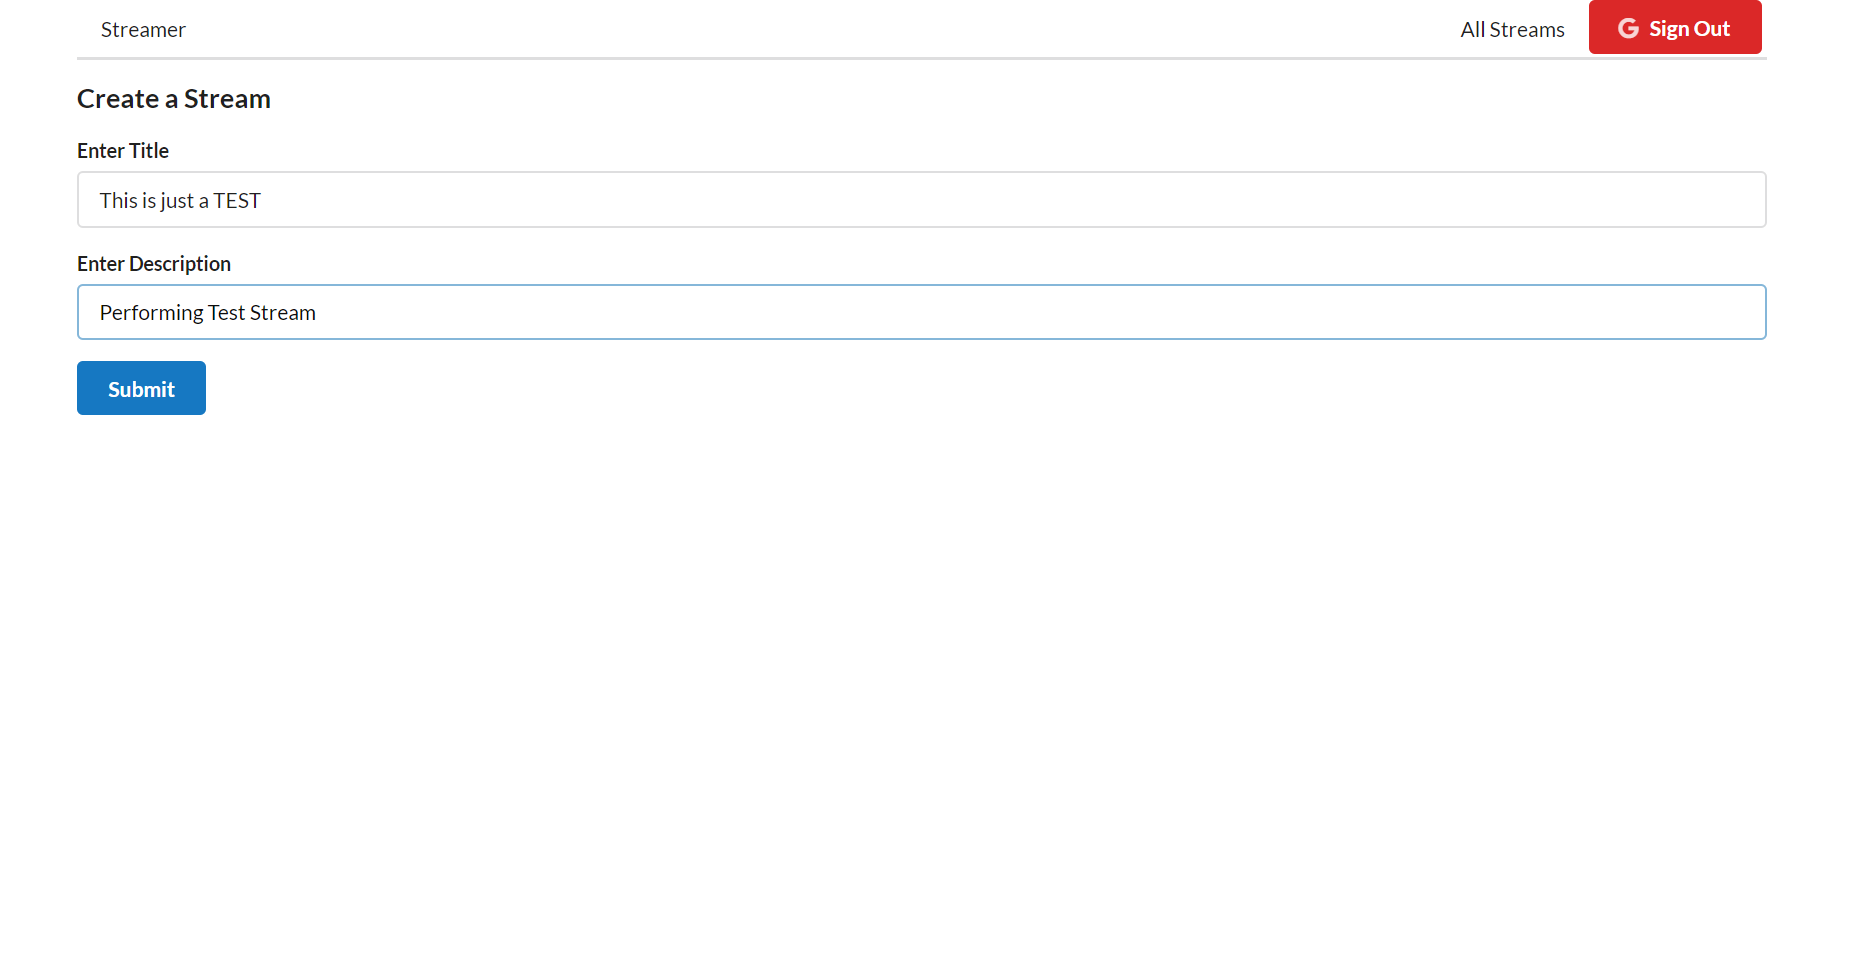 Streamer
All Streams
Sign Out
Create a Stream
Enter Title
This is just a TEST
Enter Description
Performing Test Stream
Submit